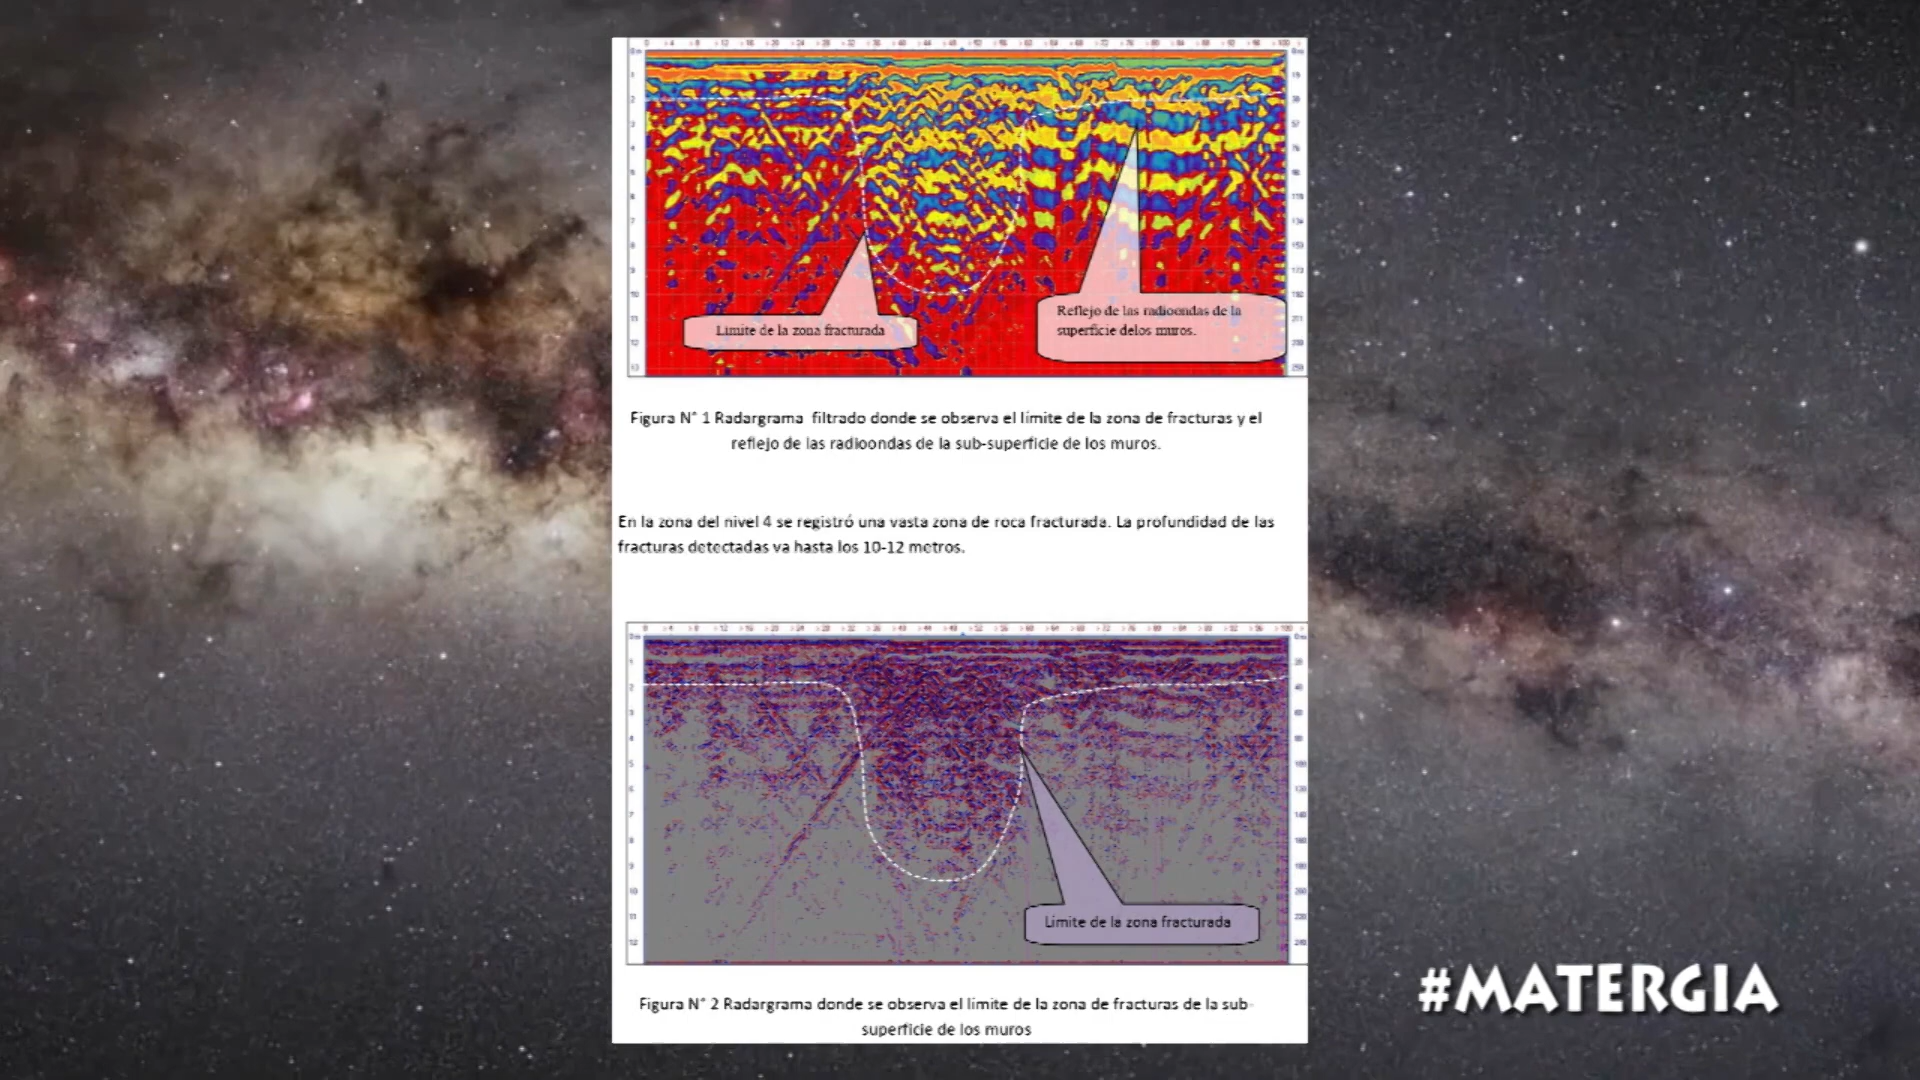 Limite de la zona fracturada
Reflejo de las radioondas de la
superficie delos muros.
Figura N° 1 Radargrama filtrado donde se observa el límite de la zona de fracturas y el
reflejo de las radioondas de la sub-superficie de los muros.
En la zona del nivel 4 se registró una vasta zona de roca fracturada. La profundidad de las
fracturas detectadas va hasta los 10-12 metros.
Limite de la zona fracturada
Figura N° 2 Radargrama donde se observa el límite de la zona de fracturas de la sub-
superficie de los muros
#MATERGIA